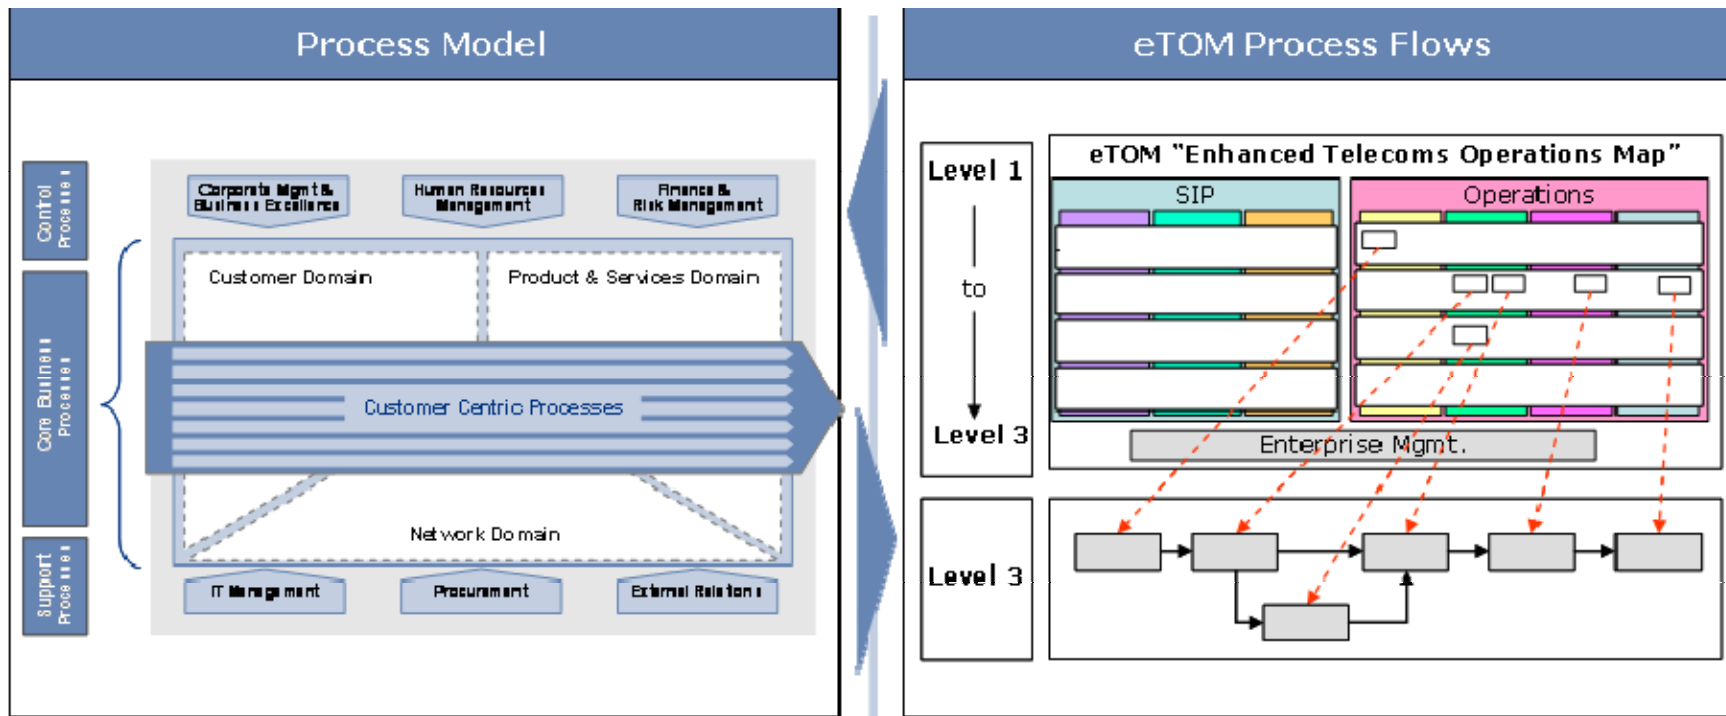 Process Model
eTOM Process Flows
Control
Processes
Core Business
Processes
Support
Processes
Corporate Mgmt &
Business Excellence
Human Resources
Management
Finance &
Risk Management
Customer Domain
Product & Services Domain
Customer Centric Processes
Network Domain
IT Management
Procurement
External Relations
Level 1
to
Level 3
eTOM "Enhanced Telecoms Operations Map"
SIP
Operations
Enterprise Mgmt.
Level 3